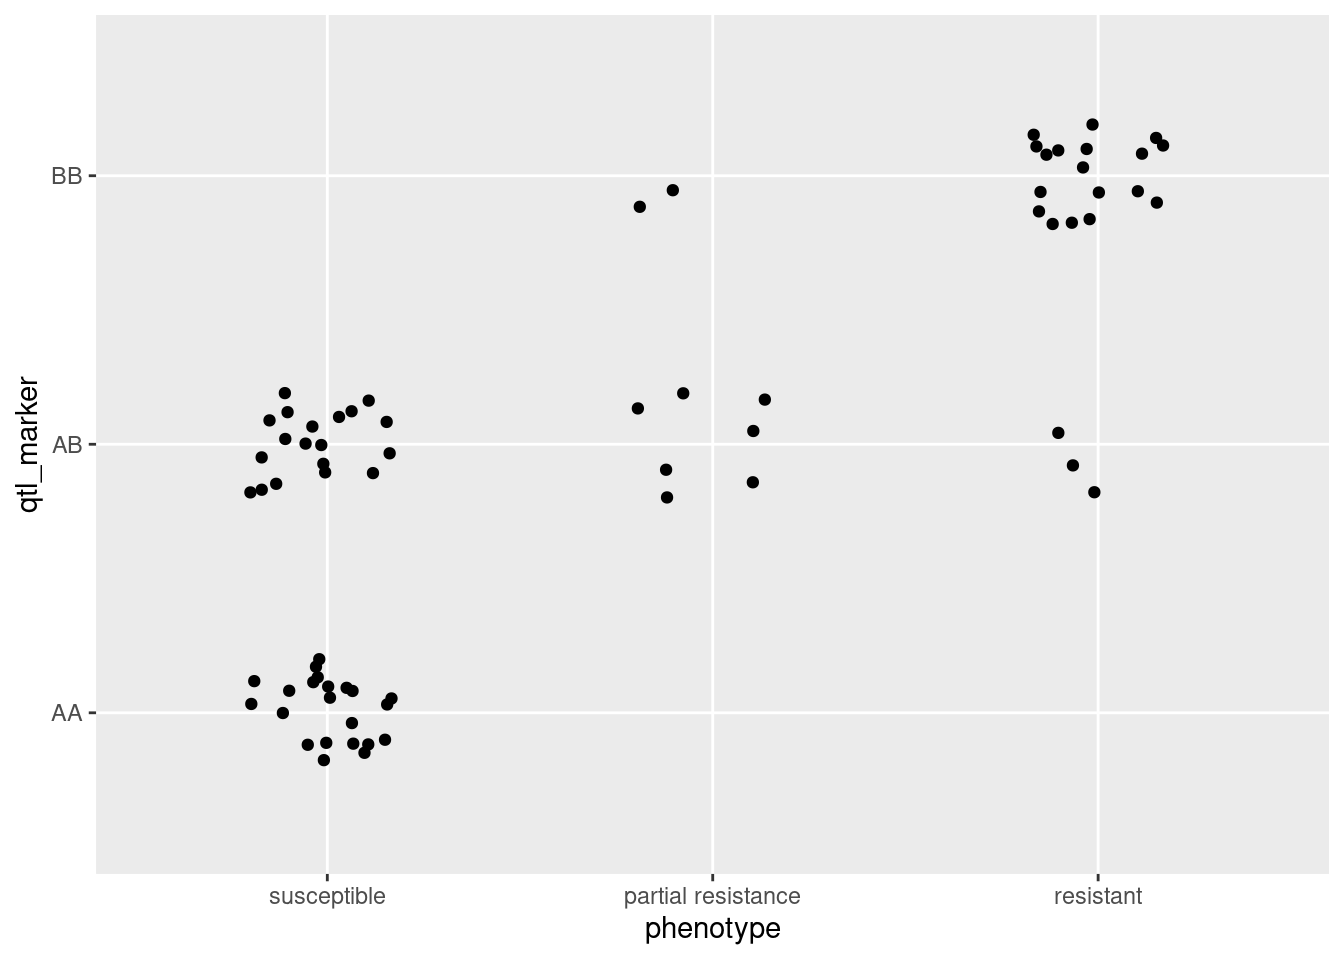 qtl_marker
BB
AB
AA
susceptible
partial resistance
resistant
phenotype